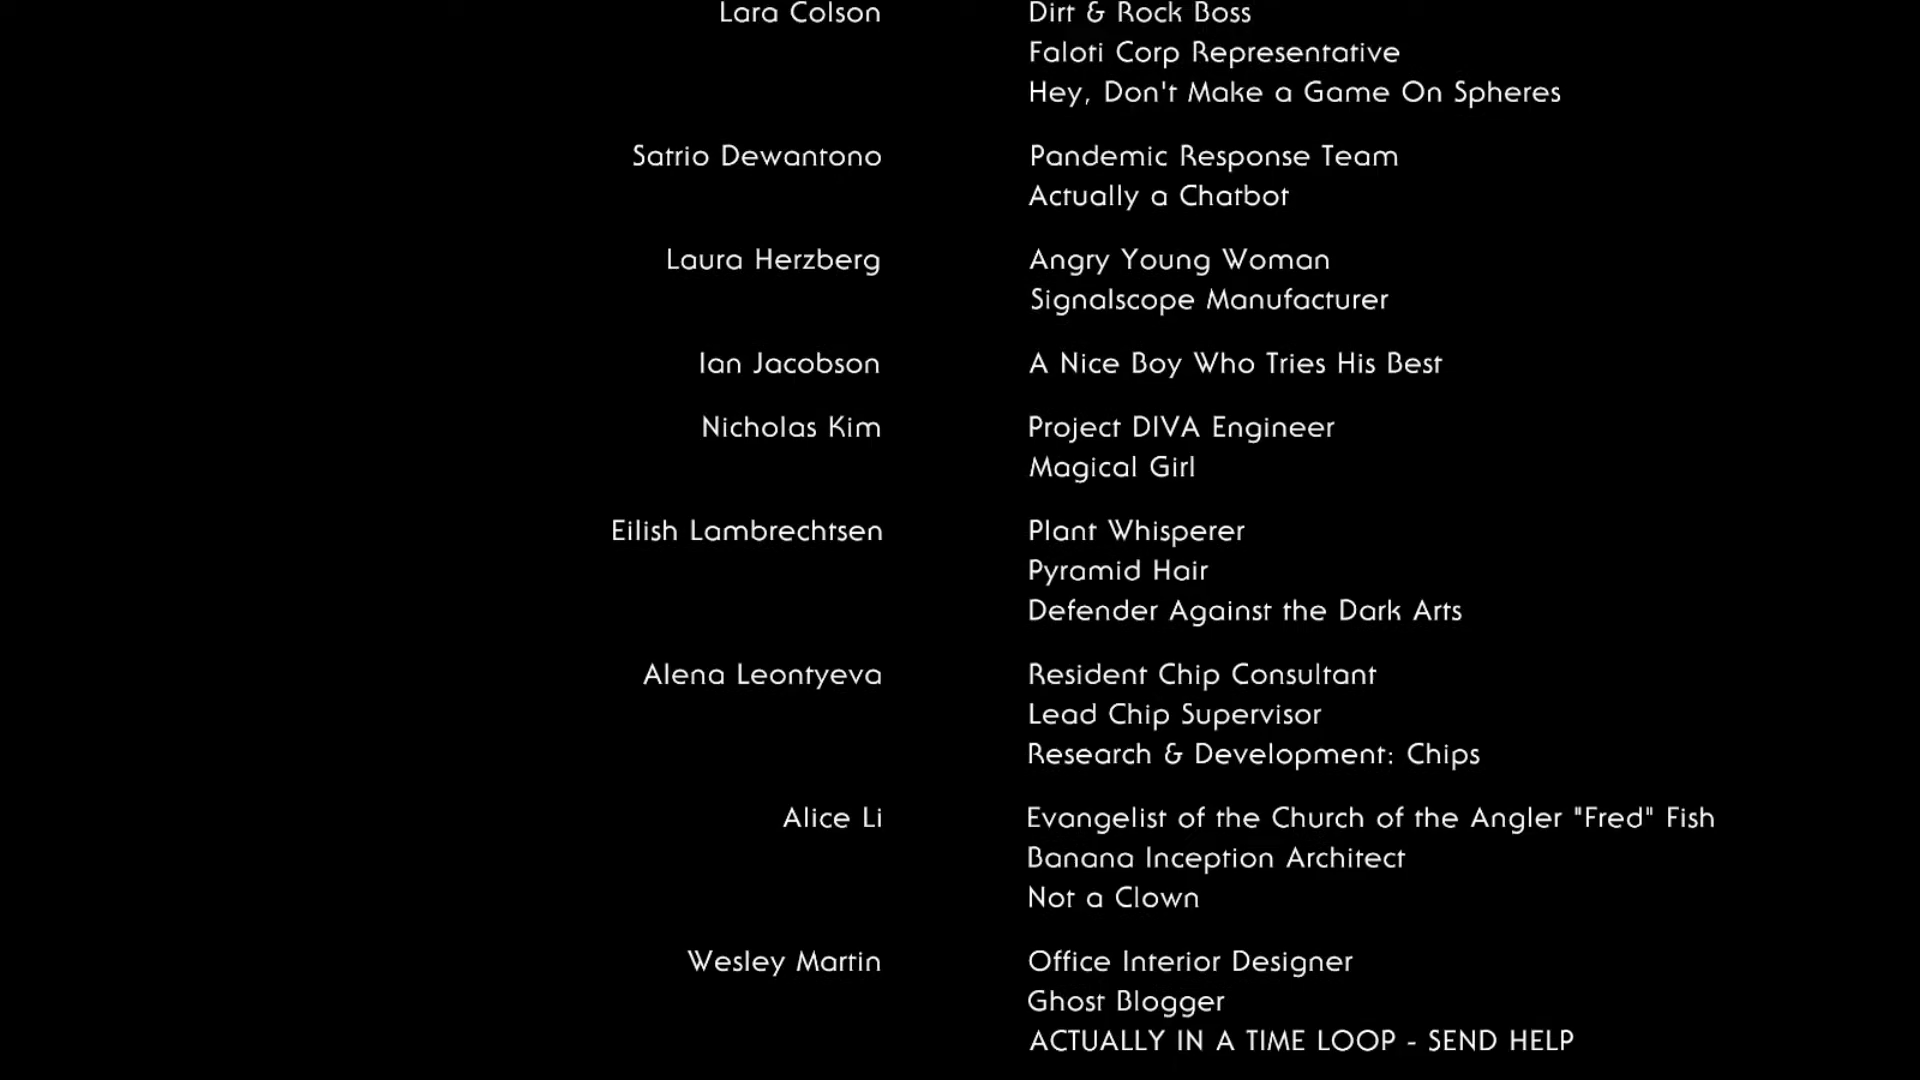 Lara Colson Dirt & Rock Boss
Faloti Corp Representative
Hey, Don't Make a Game On Spheres
Satrio Dewantono Pandemic Response Team
Actually a Chatbot
Laura Herzberg Angry Young Woman
Signalscope Manufacturer
Ian Jacobson A Nice Boy Who Tries His Best
Nicholas Kim Project DIVA Engineer
Magical Girl
Eilish Lambrechtsen Plant Whisperer
Pyramid Hair
Defender Against the Dark Arts
Alena Leontyeva Resident Chip Consultant
Lead Chip Supervisor
Research & Development: Chips
Alice Li Evangelist of the Church of the Angler "Fred" Fish
Banana Inception Architect
Not a Clown
Wesley Martin Office Interior Designer
Ghost Blogger
ACTUALLY IN A TIME LOOP - SEND HELP